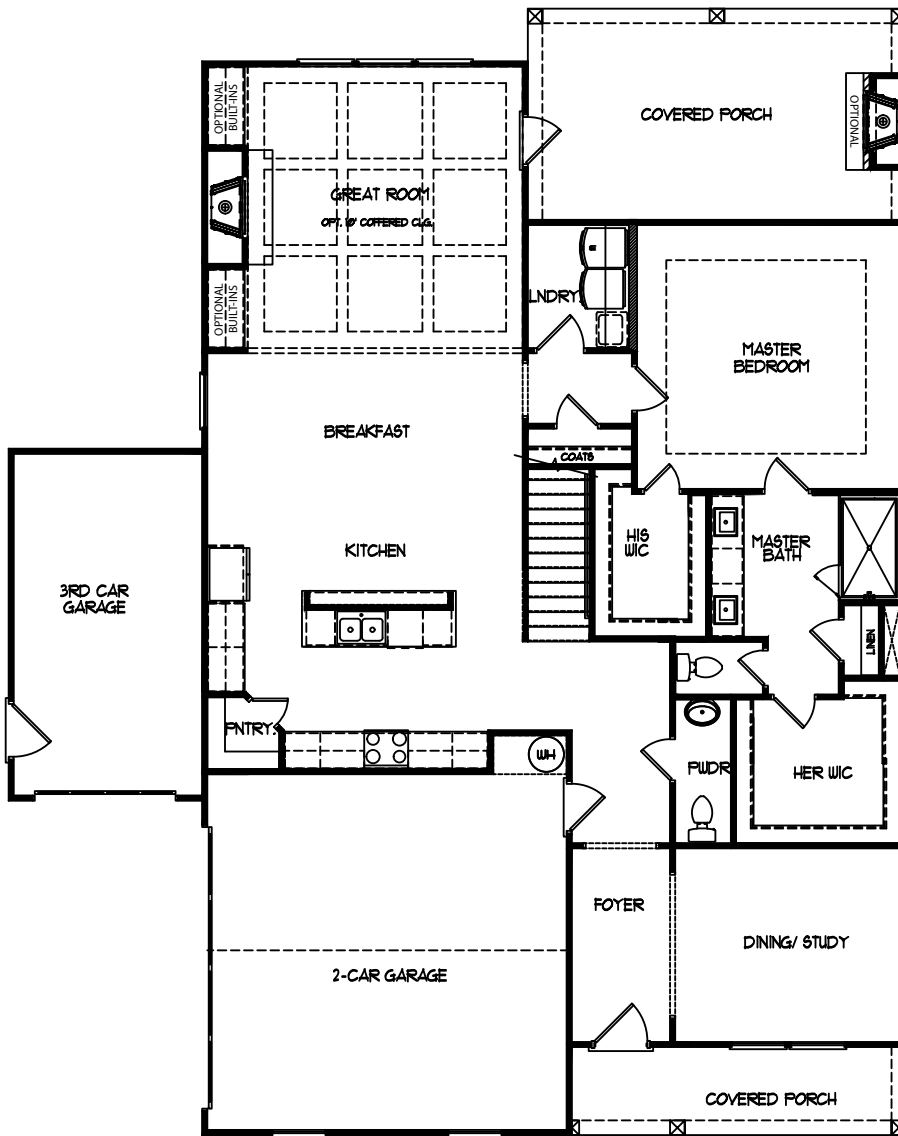 OPTIONAL
BUILT-INS
COVERED PORCH
OPTIONAL
GREAT ROOM
OPT. 10' COFFERED CLG.
OPTIONAL
BUILT-INS
LNDRY.
MASTER
BEDROOM
BREAKFAST
COATS
KITCHEN
HIS
WIC
MASTER
BATH
3RD CAR
GARAGE
LINEN
PNTRY.
WH
PWDR
HER WIC
FOYER
DINING/ STUDY
2-CAR GARAGE
COVERED PORCH